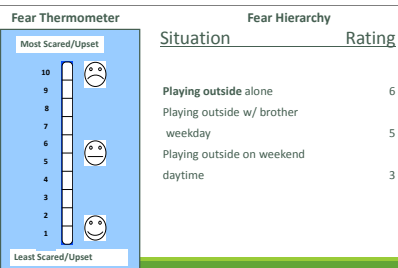 Fear Thermometer
Most Scared/Upset
10
9
8
7
6
5
4
3
2
1
Least Scared/Upset
Fear Hierarchy
Situation Rating
Playing outside alone 6
Playing outside w/ brother
weekday 5
Playing outside on weekend
daytime 3